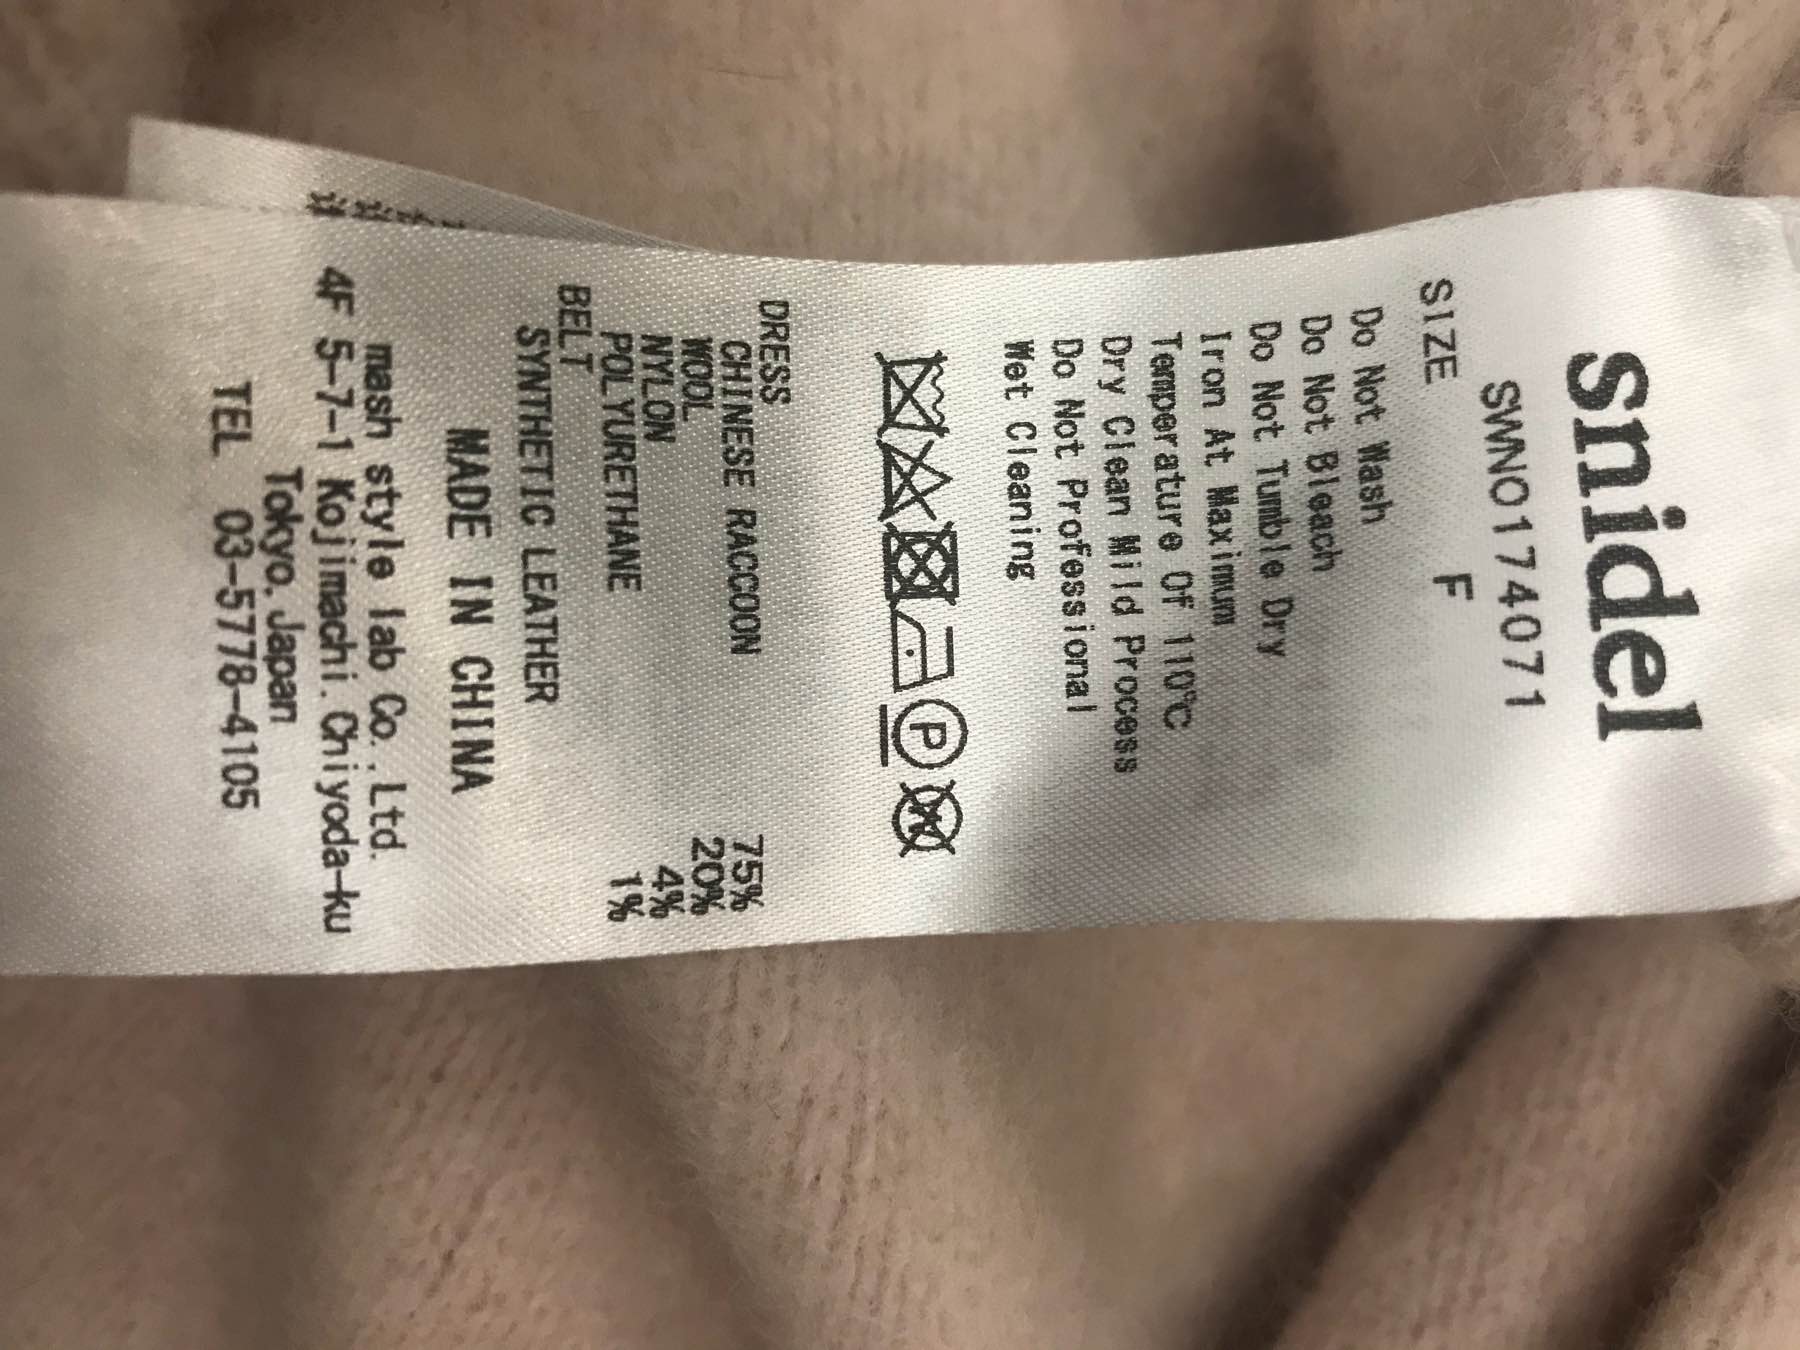 snidel
SWNO174071
SIZE F
Do Not Wash
Do Not Bleach
Do Not Tumble Dry
Iron At Maximum
Temperature Of 110℃
Dry Clean Mild Process
Do Not Professional
Wet Cleaning
P
W
DRESS
CHINESE RACCOON 75%
WOOL 20%
NYLON 4%
POLYURETHANE 1%
BELT
SYNTHETIC LEATHER
MADE IN CHINA
mash style lab Co.,Ltd.
4F 5-7-1 Kojimachi.Chiyoda-ku
Tokyo.Japan
TEL 03-5778-4105